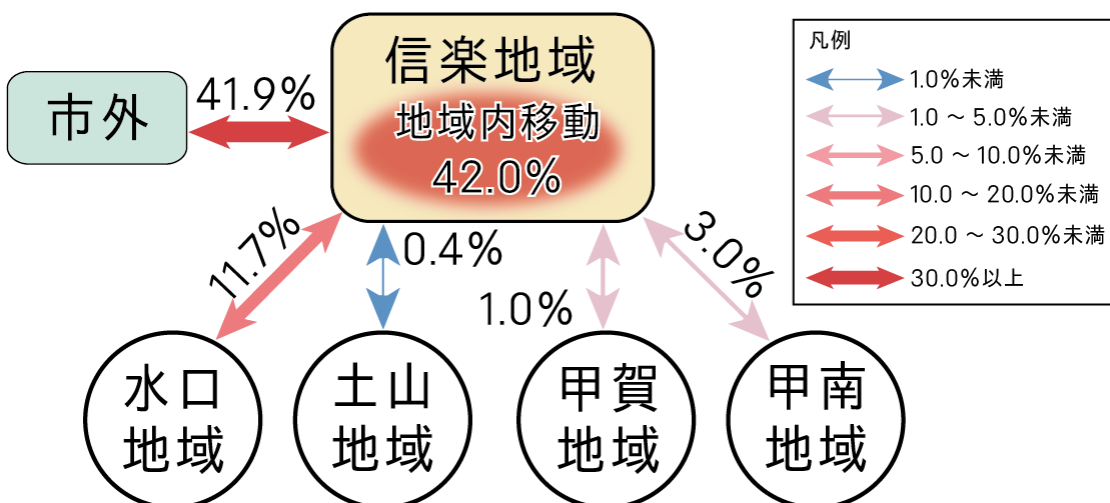 信楽地域
地域内移動
42.0%
市外
41.9%
11.7%
0.4%
1.0%
3.0%
水口
地域
土山
地域
甲賀
地域
甲南
地域
凡例
1.0%未満
1.0 ～ 5.0%未満
5.0 ～ 10.0%未満
10.0 ～ 20.0%未満
20.0 ～ 30.0%未満
30.0%以上